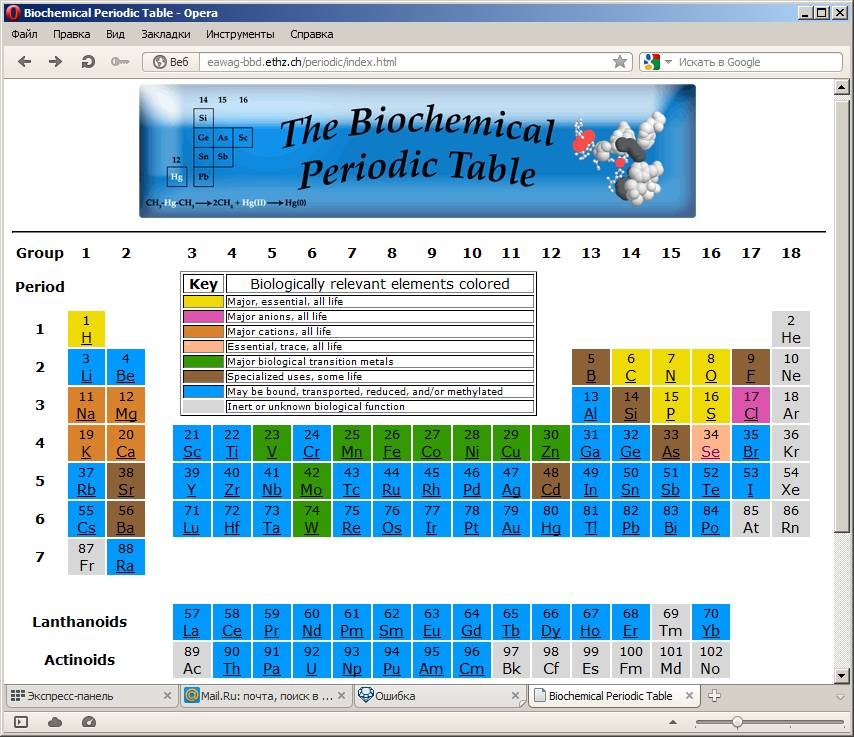 Biochemical Periodic Table - Opera
Файл Правка Вид Закладки Инструменты Справка
Веб eawag-bbd.ethz.ch/periodic/index.html Искать в Google
14 15 16
Si
Ge As Sc
12 Sn Sb
Hg Pb
CH3-Hg-CH3 → 2CH4 + Hg(II) → Hg(0)
The Biochemical
Periodic Table
Group 1 2 3 4 5 6 7 8 9 10 11 12 13 14 15 16 17 18
Period
Key Biologically relevant elements colored
Major, essential, all life
Major anions, all life
Major cations, all life
Essential, trace, all life
Major biological transition metals
Specialized uses, some life
May be bound, transported, reduced, and/or methylated
Inert or unknown biological function
1 2
1 H He
3 4 5 6 7 8 9 10
2 Li Be B C N O F Ne
11 12 13 14 15 16 17 18
3 Na Mg Al Si P S Cl Ar
19 20 21 22 23 24 25 26 27 28 29 30 31 32 33 34 35 36
4 K Ca Sc Ti V Cr Mn Fe Co Ni Cu Zn Ga Ge As Se Br Kr
37 38 39 40 41 42 43 44 45 46 47 48 49 50 51 52 53 54
5 Rb Sr Y Zr Nb Mo Tc Ru Rh Pd Ag Cd In Sn Sb Te I Xe
55 56 71 72 73 74 75 76 77 78 79 80 81 82 83 84 85 86
6 Cs Ba Lu Hf Ta W Re Os Ir Pt Au Hg Tl Pb Bi Po At Rn
87 88
7 Fr Ra
57 58 59 60 61 62 63 64 65 66 67 68 69 70
Lanthanoids La Ce Pr Nd Pm Sm Eu Gd Tb Dy Ho Er Tm Yb
89 90 91 92 93 94 95 96 97 98 99 100 101 102
Actinoids Ac Th Pa U Np Pu Am Cm Bk Cf Es Fm Md No
Экспресс-панель Mail.Ru: почта, поиск в ... Ошибка Biochemical Periodic Table